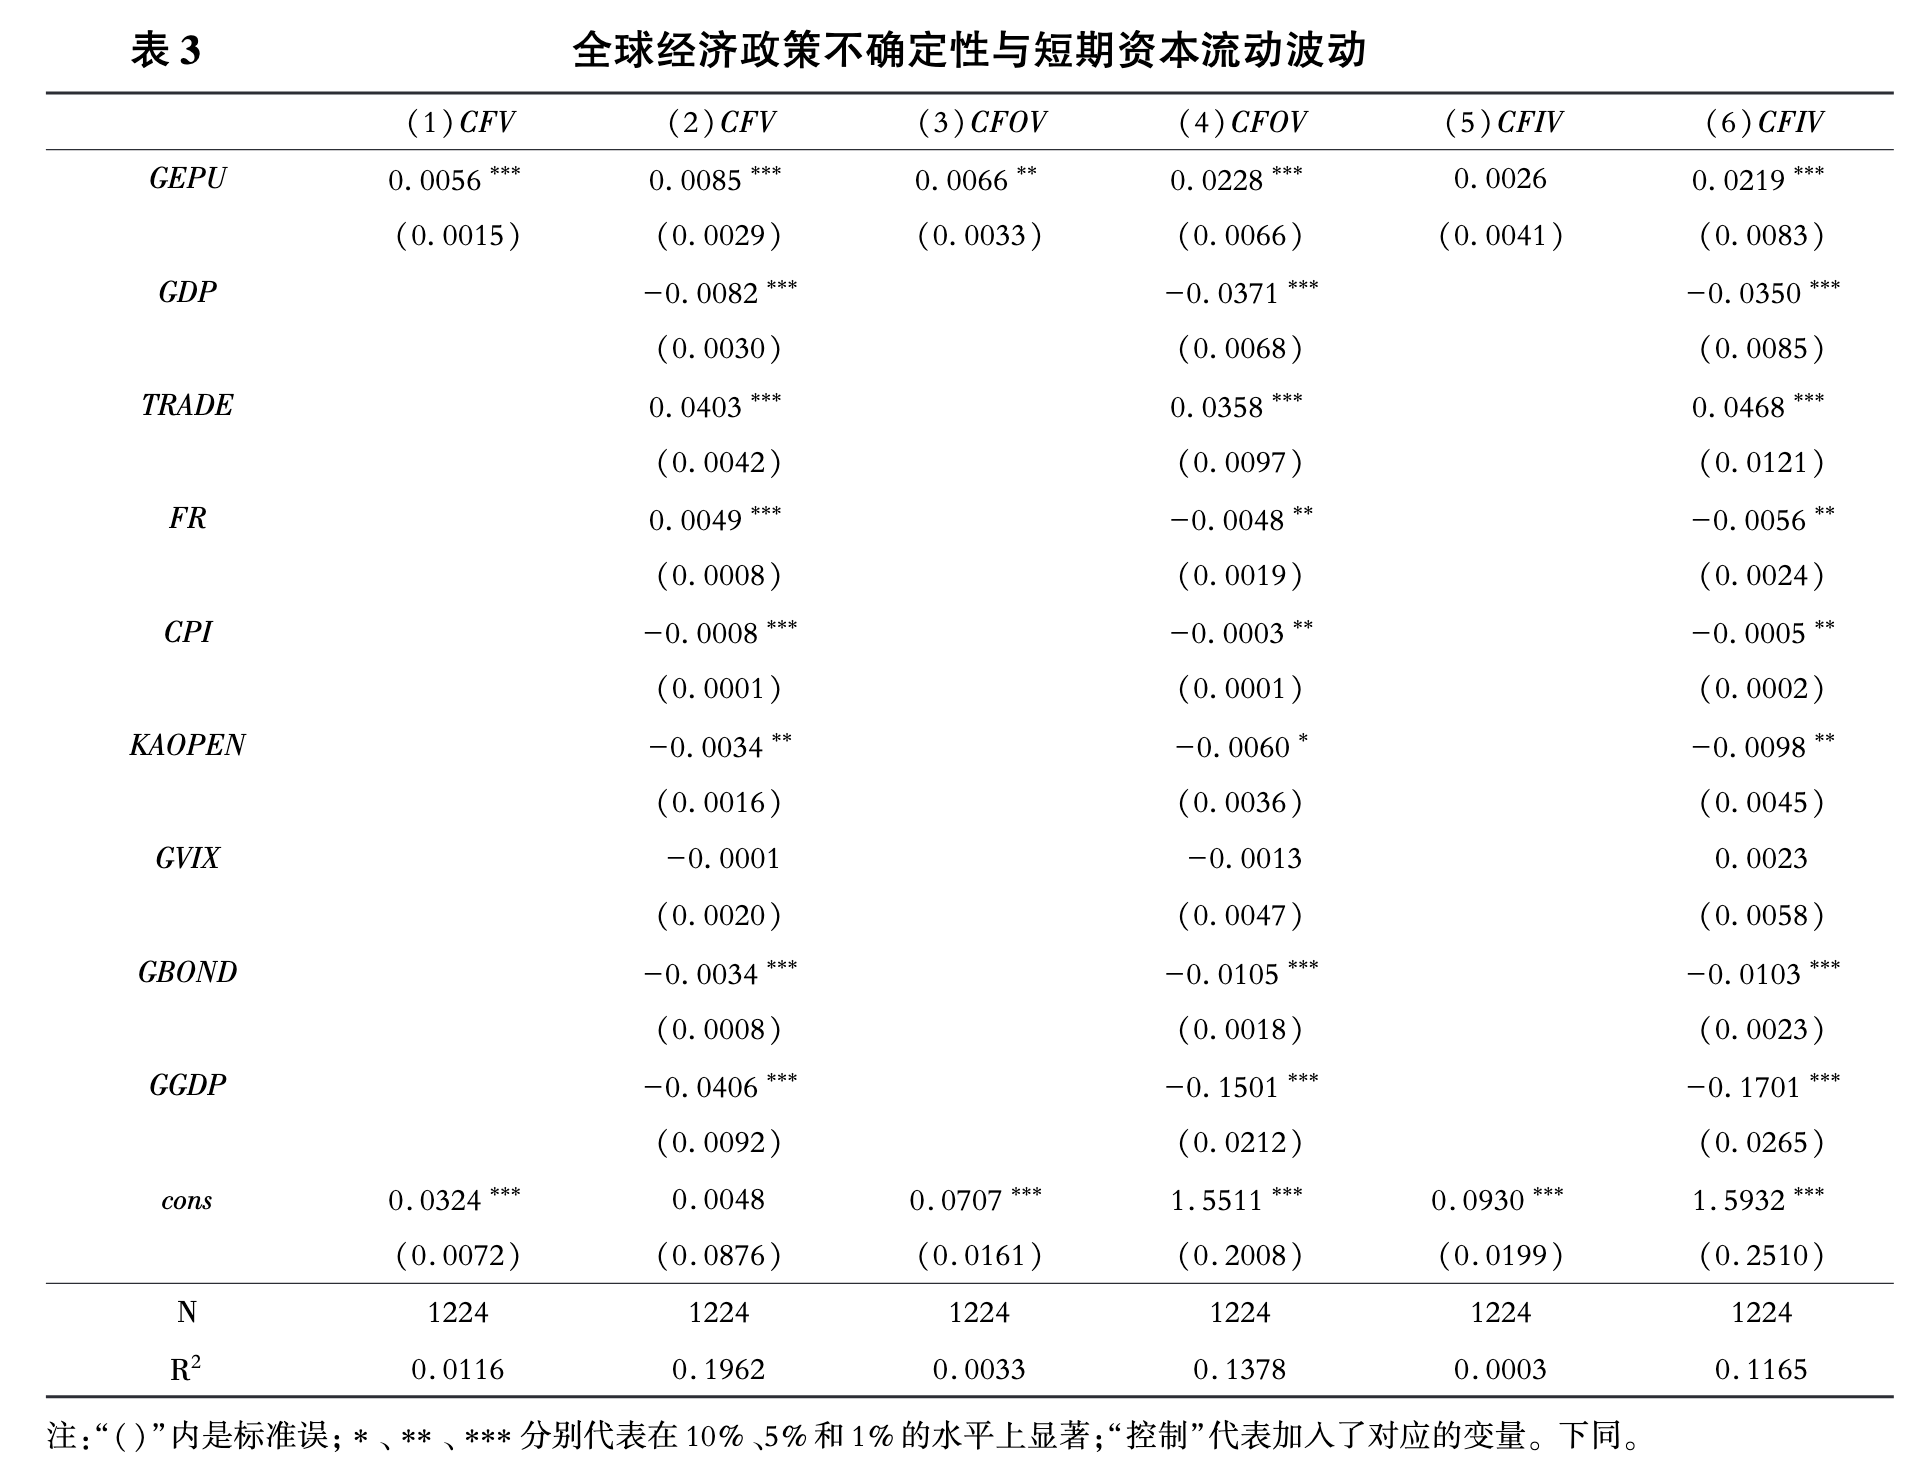 表 3 全球经济政策不确定性与短期资本流动波动
(1)CFV (2)CFV (3)CFOV (4)CFOV (5)CFIV (6)CFIV
GEPU 0.0056 *** 0.0085 *** 0.0066 ** 0.0228 *** 0.0026 0.0219 ***
(0.0015) (0.0029) (0.0033) (0.0066) (0.0041) (0.0083)
GDP -0.0082 *** -0.0371 *** -0.0350 ***
(0.0030) (0.0068) (0.0085)
TRADE 0.0403 *** 0.0358 *** 0.0468 ***
(0.0042) (0.0097) (0.0121)
FR 0.0049 *** -0.0048 ** -0.0056 **
(0.0008) (0.0019) (0.0024)
CPI -0.0008 *** -0.0003 ** -0.0005 **
(0.0001) (0.0001) (0.0002)
KAOPEN -0.0034 ** -0.0060 * -0.0098 **
(0.0016) (0.0036) (0.0045)
GVIX -0.0001 -0.0013 0.0023
(0.0020) (0.0047) (0.0058)
GBOND -0.0034 *** -0.0105 *** -0.0103 ***
(0.0008) (0.0018) (0.0023)
GGDP -0.0406 *** -0.1501 *** -0.1701 ***
(0.0092) (0.0212) (0.0265)
cons 0.0324 *** 0.0048 0.0707 *** 1.5511 *** 0.0930 *** 1.5932 ***
(0.0072) (0.0876) (0.0161) (0.2008) (0.0199) (0.2510)
N 1224 1224 1224 1224 1224 1224
R² 0.0116 0.1962 0.0033 0.1378 0.0003 0.1165
注:“( )”内是标准误; * 、** 、*** 分别代表在 10% 、5% 和 1% 的水平上显著;“控制”代表加入了对应的变量。下同。